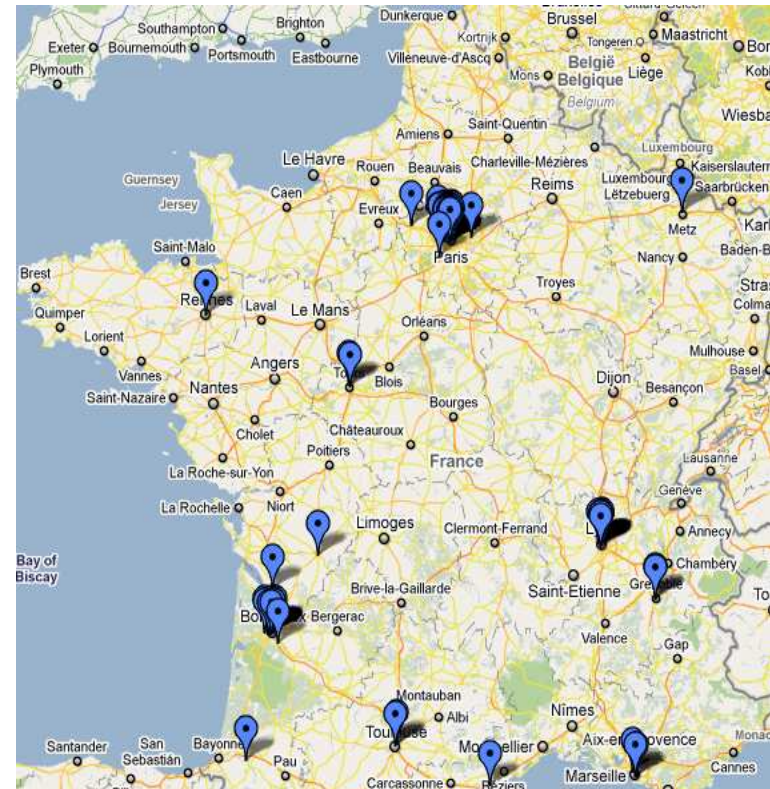 Dunkerque
Brussel
Southampton
Brighton
Kortrijk
Tongeren
Maastricht
Exeter
Bournemouth
Portsmouth
Eastbourne
Villeneuve-d'Ascq
België
Belgique
Liège
Plymouth
Mons
Belgium
Amiens
Saint-Quentin
Luxembourg
Le Havre
Rouen
Beauvais
Charleville-Mézières
Luxembourg
Lëtzebuerg
Kaiserslautern
Saarbrücken
Guernsey
Jersey
Caen
Evreux
Reims
Metz
Saint-Malo
Paris
Nancy
Brest
Troyes
Quimper
Laval
Le Mans
Orléans
Lorient
Mulhouse
Basel
Vannes
Angers
Blois
Dijon
Besançon
Saint-Nazaire
Nantes
Bourges
Cholet
Châteauroux
Lausanne
La Roche-sur-Yon
Poitiers
France
Genève
La Rochelle
Niort
Limoges
Clermont-Ferrand
Annecy
Bay of
Biscay
Chambéry
Saint-Etienne
Brive-la-Gaillarde
Bergerac
Valence
Gap
Montauban
Albi
Nîmes
Santander
San
Sebastián
Bayonne
Pau
Carcassonne
Marseille
Cannes